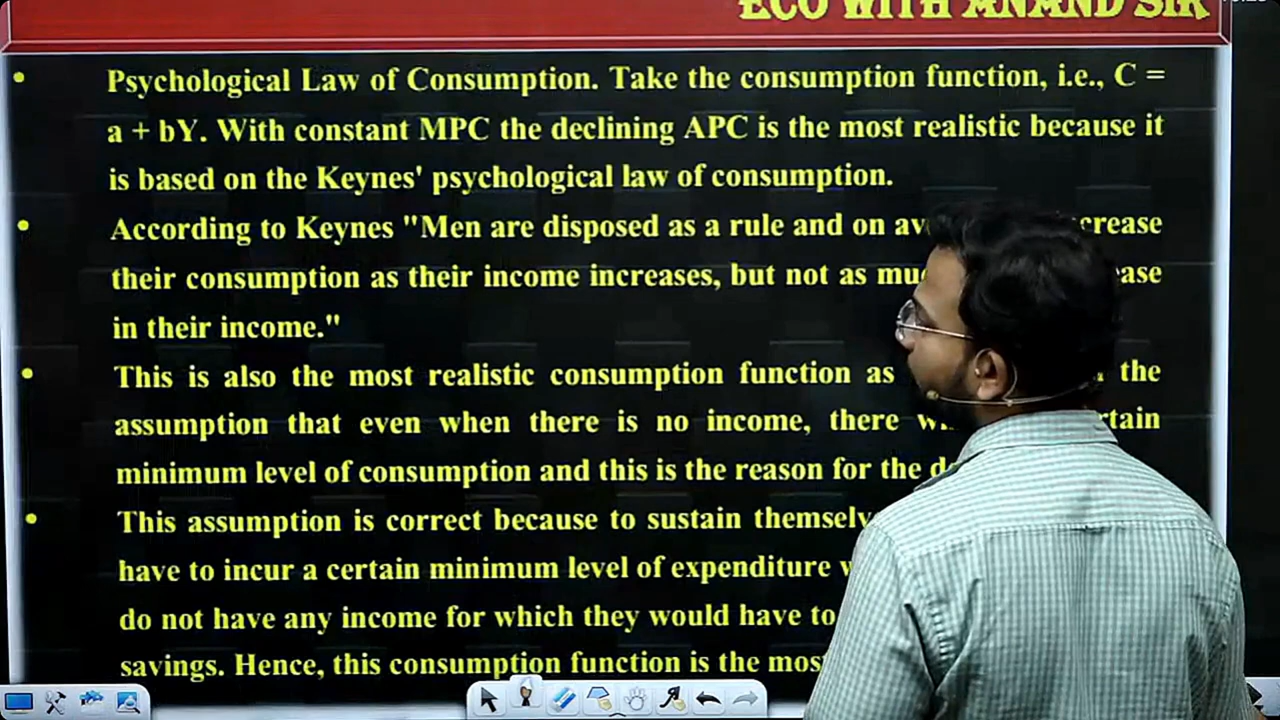 ECO WITH ANAND SIR
Psychological Law of Consumption. Take the consumption function, i.e., C =
a + bY. With constant MPC the declining APC is the most realistic because it
is based on the Keynes' psychological law of consumption.
According to Keynes "Men are disposed as a rule and on
their consumption as their income increases, but not as
in their income."
This is also the most realistic consumption function as the
assumption that even when there is no income, there
minimum level of consumption and this is the reason for the
This assumption is correct because to sustain
have to incur a certain minimum level of expenditure
do not have any income for which they would have to
savings. Hence, this consumption function is the